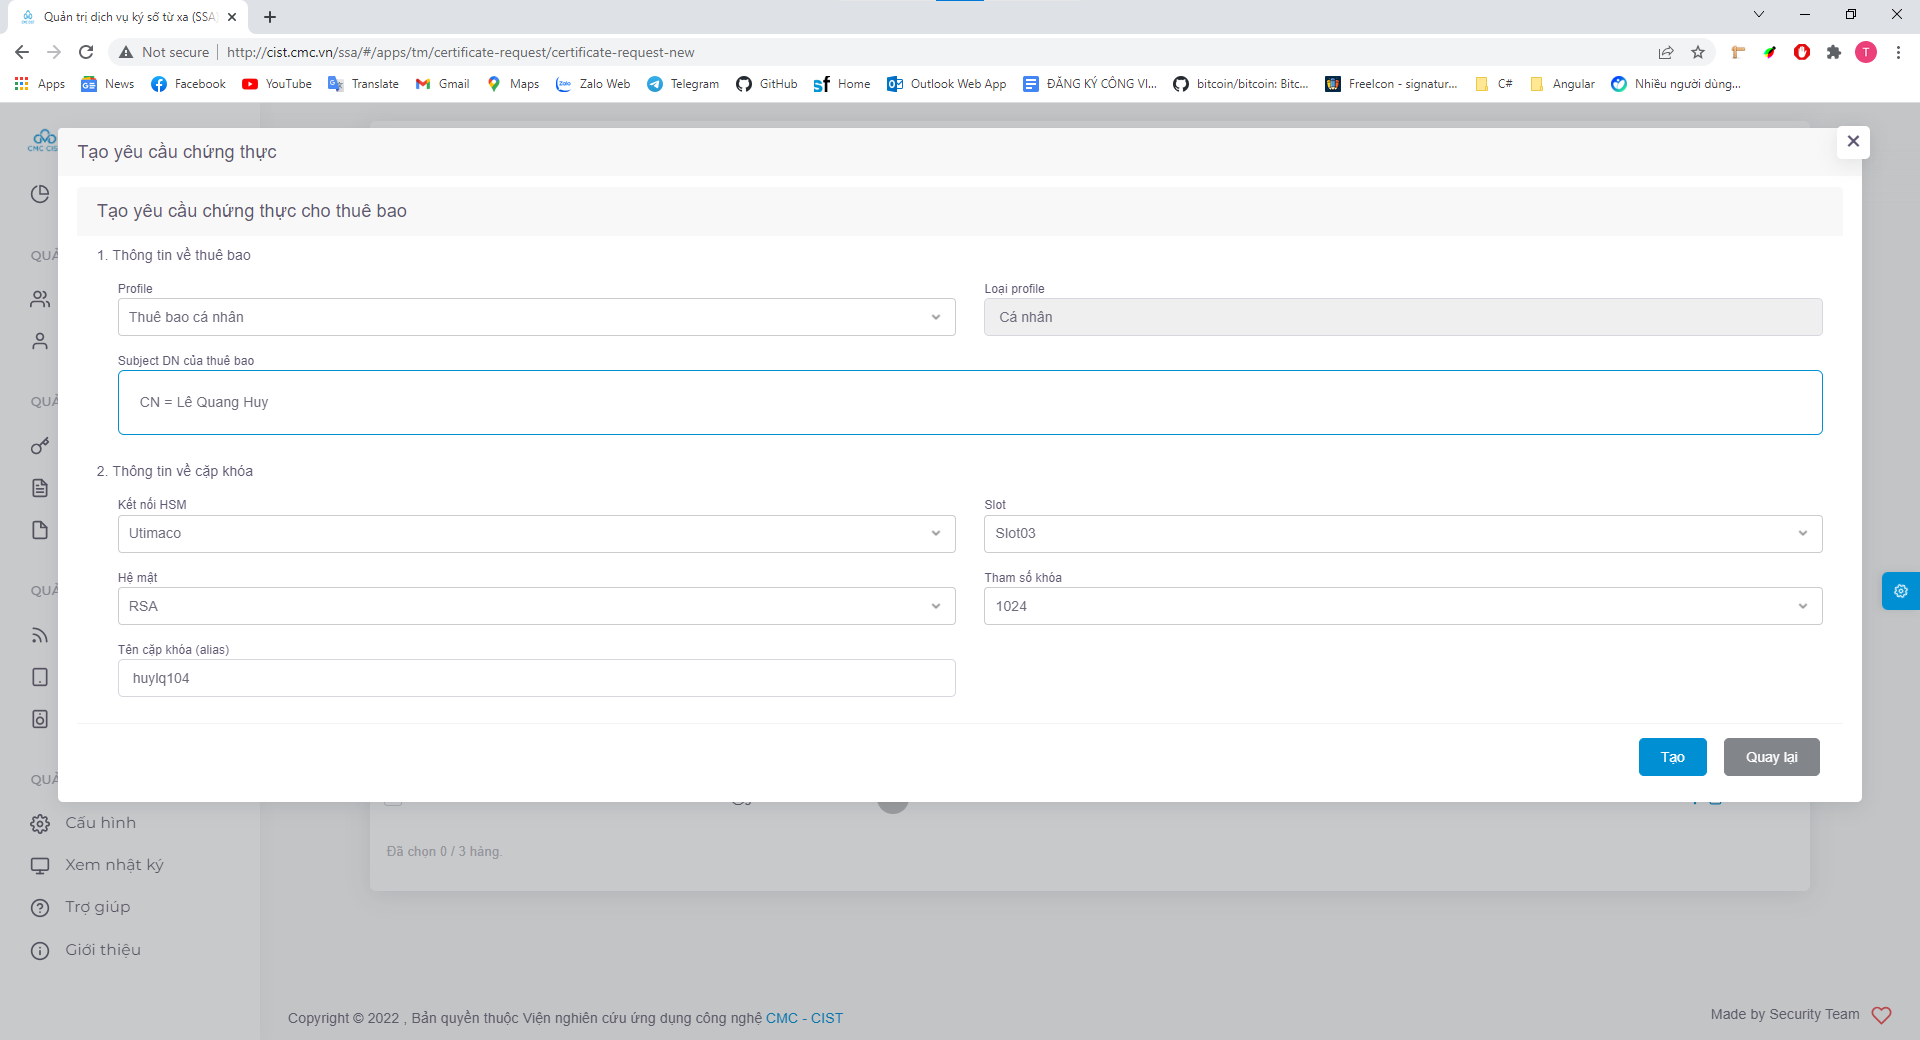 Quản trị dịch vụ ký số từ xa (SSA)
Not secure http://cist.cmc.vn/ssa/#/apps/tm/certificate-request/certificate-request-new
T
Apps News Facebook YouTube Translate Gmail Maps Zalo Web Telegram GitHub Home Outlook Web App ĐĂNG KÝ CÔNG VI... bitcoin/bitcoin: Bitc... FreeIcon - signatur... C# Angular Nhiều người dùng...
CMC CIS
Tạo yêu cầu chứng thực
Tạo yêu cầu chứng thực cho thuê bao
QUẢ
1. Thông tin về thuê bao
Profile
Loại profile
Thuê bao cá nhân
Cá nhân
Subject DN của thuê bao
CN = Lê Quang Huy
QUẢ
2. Thông tin về cặp khóa
Kết nối HSM
Slot
Utimaco
Slot03
Hệ mật
Tham số khóa
QUẢ
RSA
1024
Tên cặp khóa (alias)
huylq104
Tạo
Quay lại
QUẢ
Cấu hình
Đã chọn 0 / 3 hàng.
Xem nhật ký
Trợ giúp
Giới thiệu
Copyright © 2022 , Bản quyền thuộc Viện nghiên cứu ứng dụng công nghệ CMC - CIST
Made by Security Team